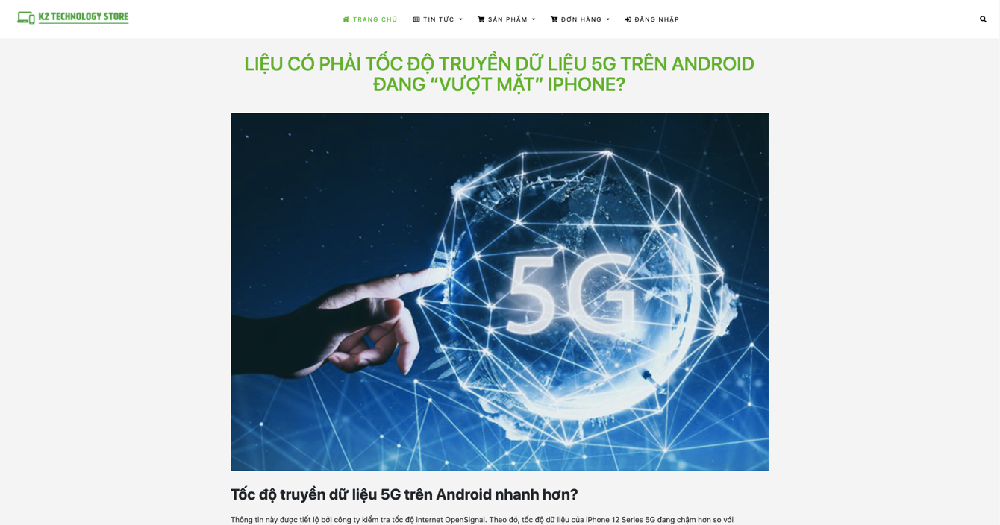 K2 TECHNOLOGY STORE
TRANG CHỦ TIN TỨC SẢN PHẨM ĐƠN HÀNG ĐĂNG NHẬP
LIỆU CÓ PHẢI TỐC ĐỘ TRUYỀN DỮ LIỆU 5G TRÊN ANDROID
ĐANG “VƯỢT MẶT” IPHONE?
5G
Tốc độ truyền dữ liệu 5G trên Android nhanh hơn?
Thông tin này được tiết lộ bởi công ty kiểm tra tốc độ internet OpenSignal. Theo đó, tốc độ dữ liệu của iPhone 12 Series 5G đang chậm hơn so với